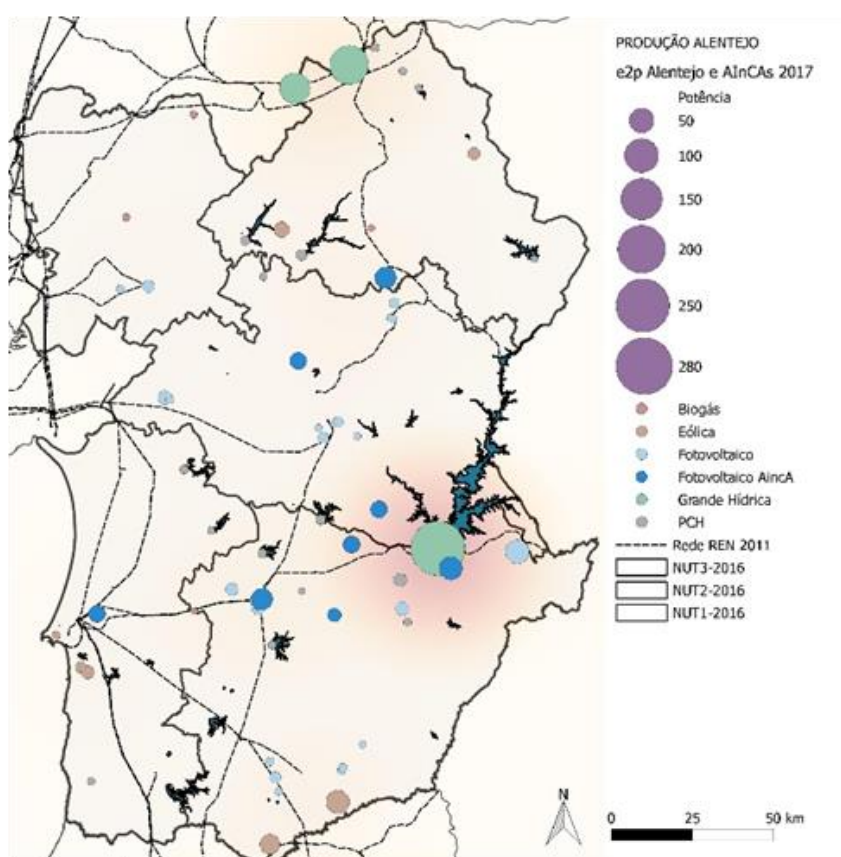 PRODUÇÃO ALENTEJO
e2p Alentejo e AInCAs 2017
Potência
50
100
150
200
250
280
Biogás
Eólica
Fotovoltaico
Fotovoltaico AincA
Grande Hídrica
PCH
Rede REN 2011
NUT3-2016
NUT2-2016
NUT1-2016
N
0 25 50 km